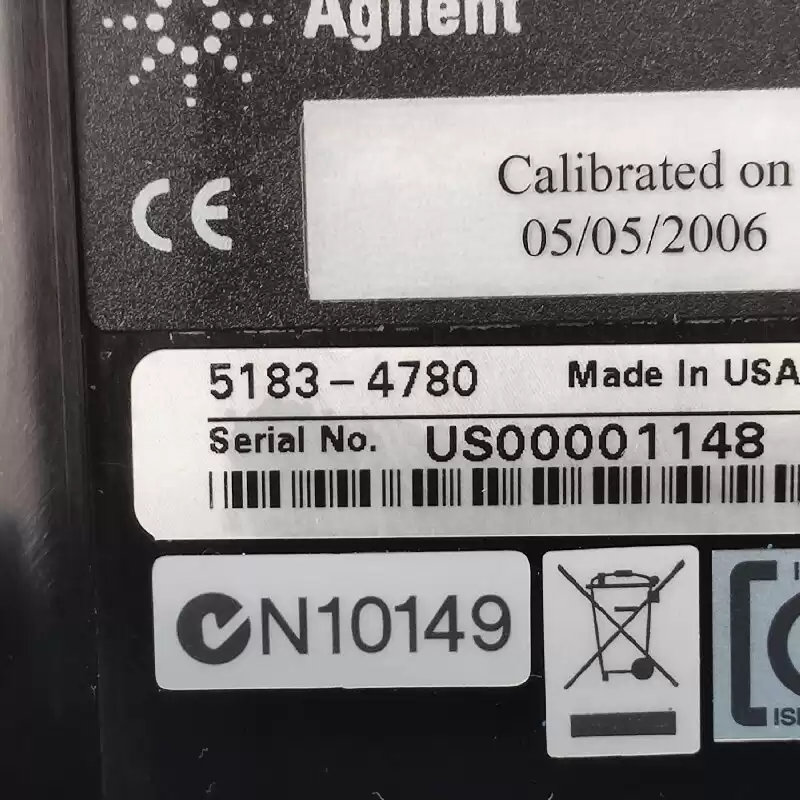 Agilent
CE
Calibrated on
05/05/2006
5183-4780 Made In USA
Serial No. US00001148
N10149